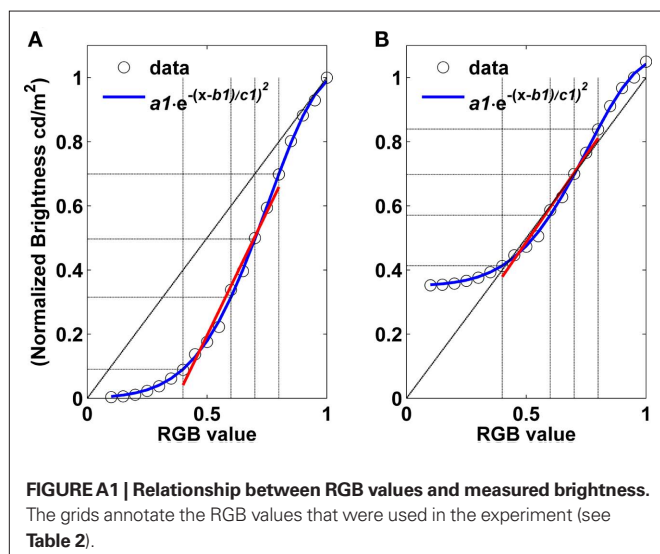 A
B
data
a1·e-(x-b1)/c1)2
data
a1·e-(x-b1)/c1)2
(Normalized Brightness cd/m2)
1
0.8
0.6
0.4
0.2
0
0
0.5
1
RGB value
1
0.8
0.6
0.4
0.2
0
0
0.5
1
RGB value
FIGURE A1 | Relationship between RGB values and measured brightness.
The grids annotate the RGB values that were used in the experiment (see
Table 2).